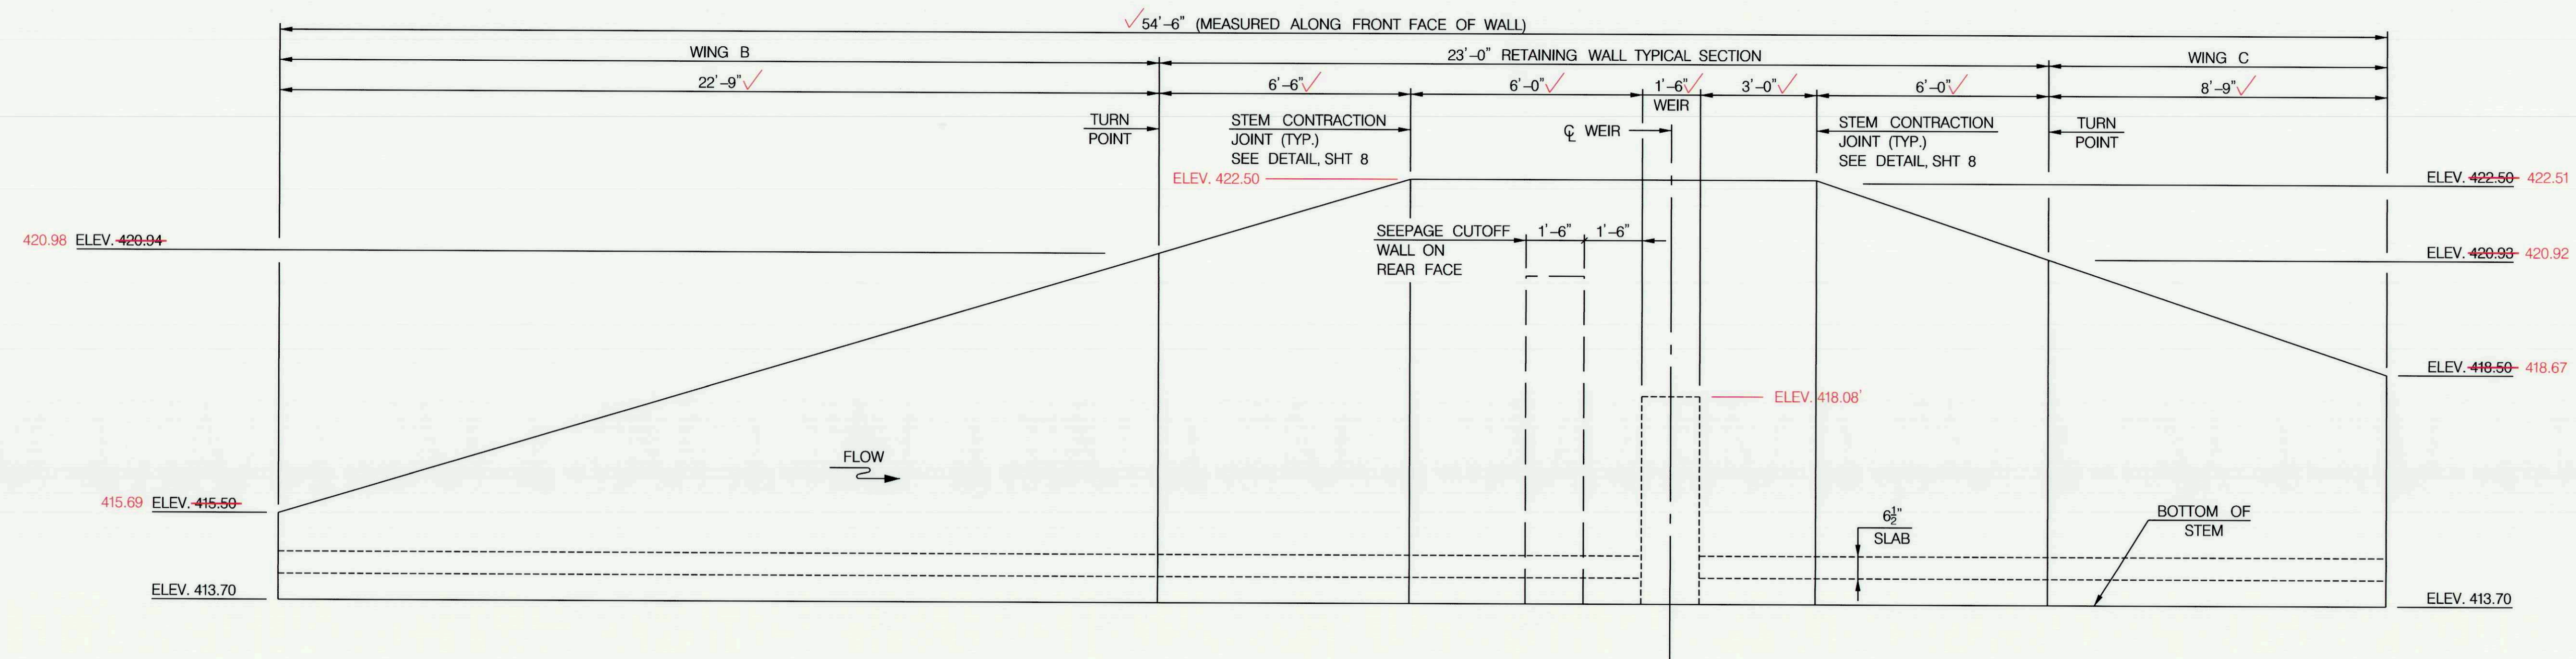 54'-6" (MEASURED ALONG FRONT FACE OF WALL)
WING B
23'-0" RETAINING WALL TYPICAL SECTION
WING C
22'-9"
6'-6"
6'-0"
1'-6"
WEIR
3'-0"
6'-0"
8'-9"
TURN
POINT
STEM CONTRACTION
JOINT (TYP.)
SEE DETAIL, SHT 8
℄ WEIR
STEM CONTRACTION
JOINT (TYP.)
SEE DETAIL, SHT 8
TURN
POINT
ELEV. 422.50
ELEV. 422.50 422.51
420.98 ELEV. 420.94
SEEPAGE CUTOFF
WALL ON
REAR FACE
1'-6"
1'-6"
ELEV. 420.93 420.92
ELEV. 418.50 418.67
ELEV. 418.08'
FLOW
415.69 ELEV. 415.50
6½"
SLAB
BOTTOM OF
STEM
ELEV. 413.70
ELEV. 413.70